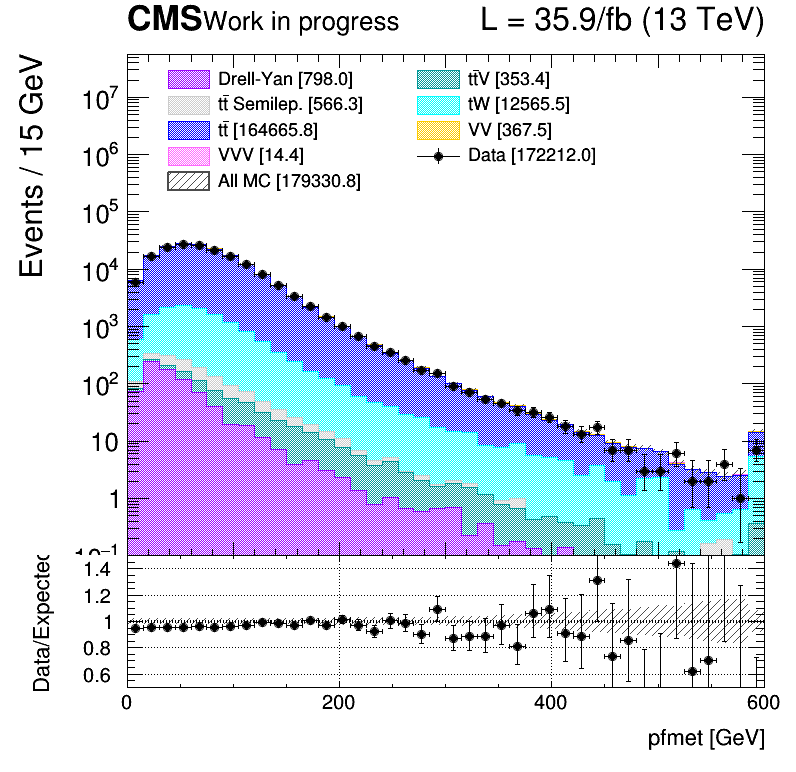 CMS Work in progress L = 35.9/fb (13 TeV)
Drell-Yan [798.0] tt̄V [353.4]
tt̄ Semilep. [566.3] tW [12565.5]
tt̄ [164665.8] VV [367.5]
VVV [14.4] Data [172212.0]
All MC [179330.8]
Events / 15 GeV
10⁷
10⁶
10⁵
10⁴
10³
10²
10
1
10⁻¹
Data/Expected
1.4
1.2
1
0.8
0.6
0 200 400 600
pfmet [GeV]